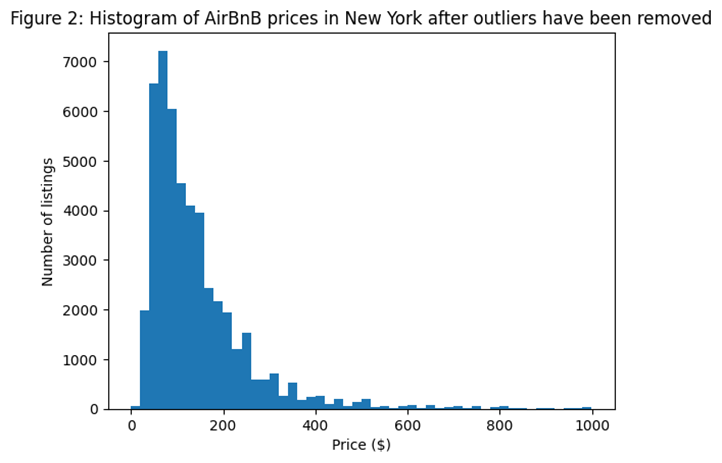 Figure 2: Histogram of AirBnB prices in New York after outliers have been removed
7000
6000
5000
4000
3000
2000
1000
0
Number of listings
0 200 400 600 800 1000
Price ($)